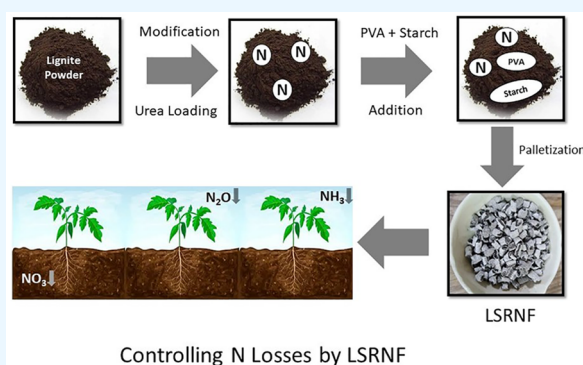 Lignite
Powder
Modification
Urea Loading
N
N
N
PVA + Starch
Addition
N
N
PVA
Starch
Palletization
LSRNF
NO₃
N₂O
NH₃
Controlling N Losses by LSRNF